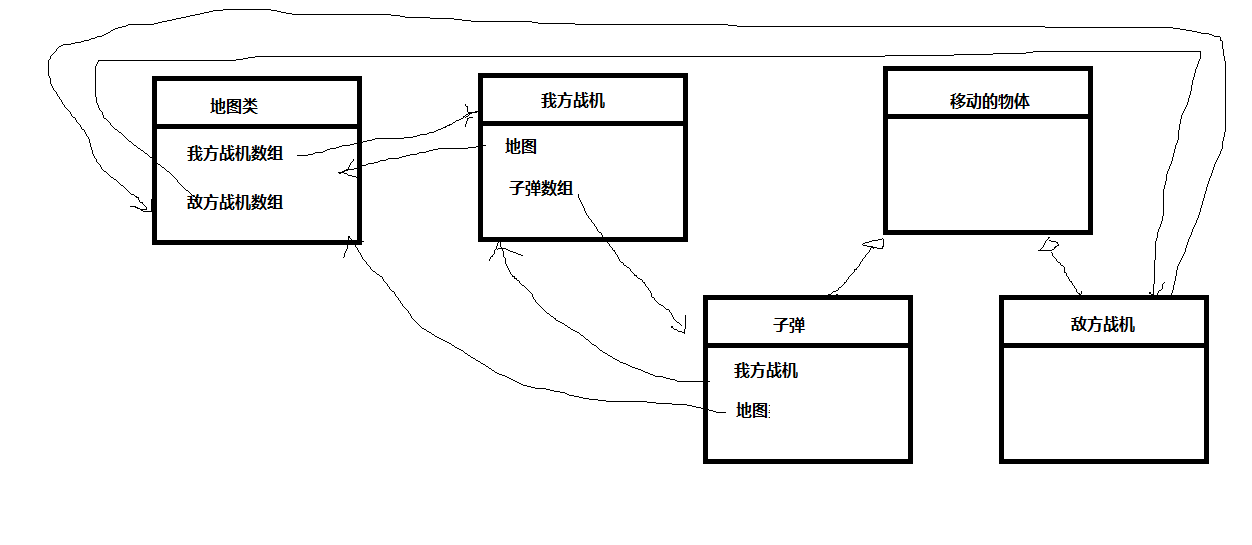 地图类
我方战机数组
敌方战机数组
我方战机
地图
子弹数组
移动的物体
子弹
我方战机
地图
敌方战机